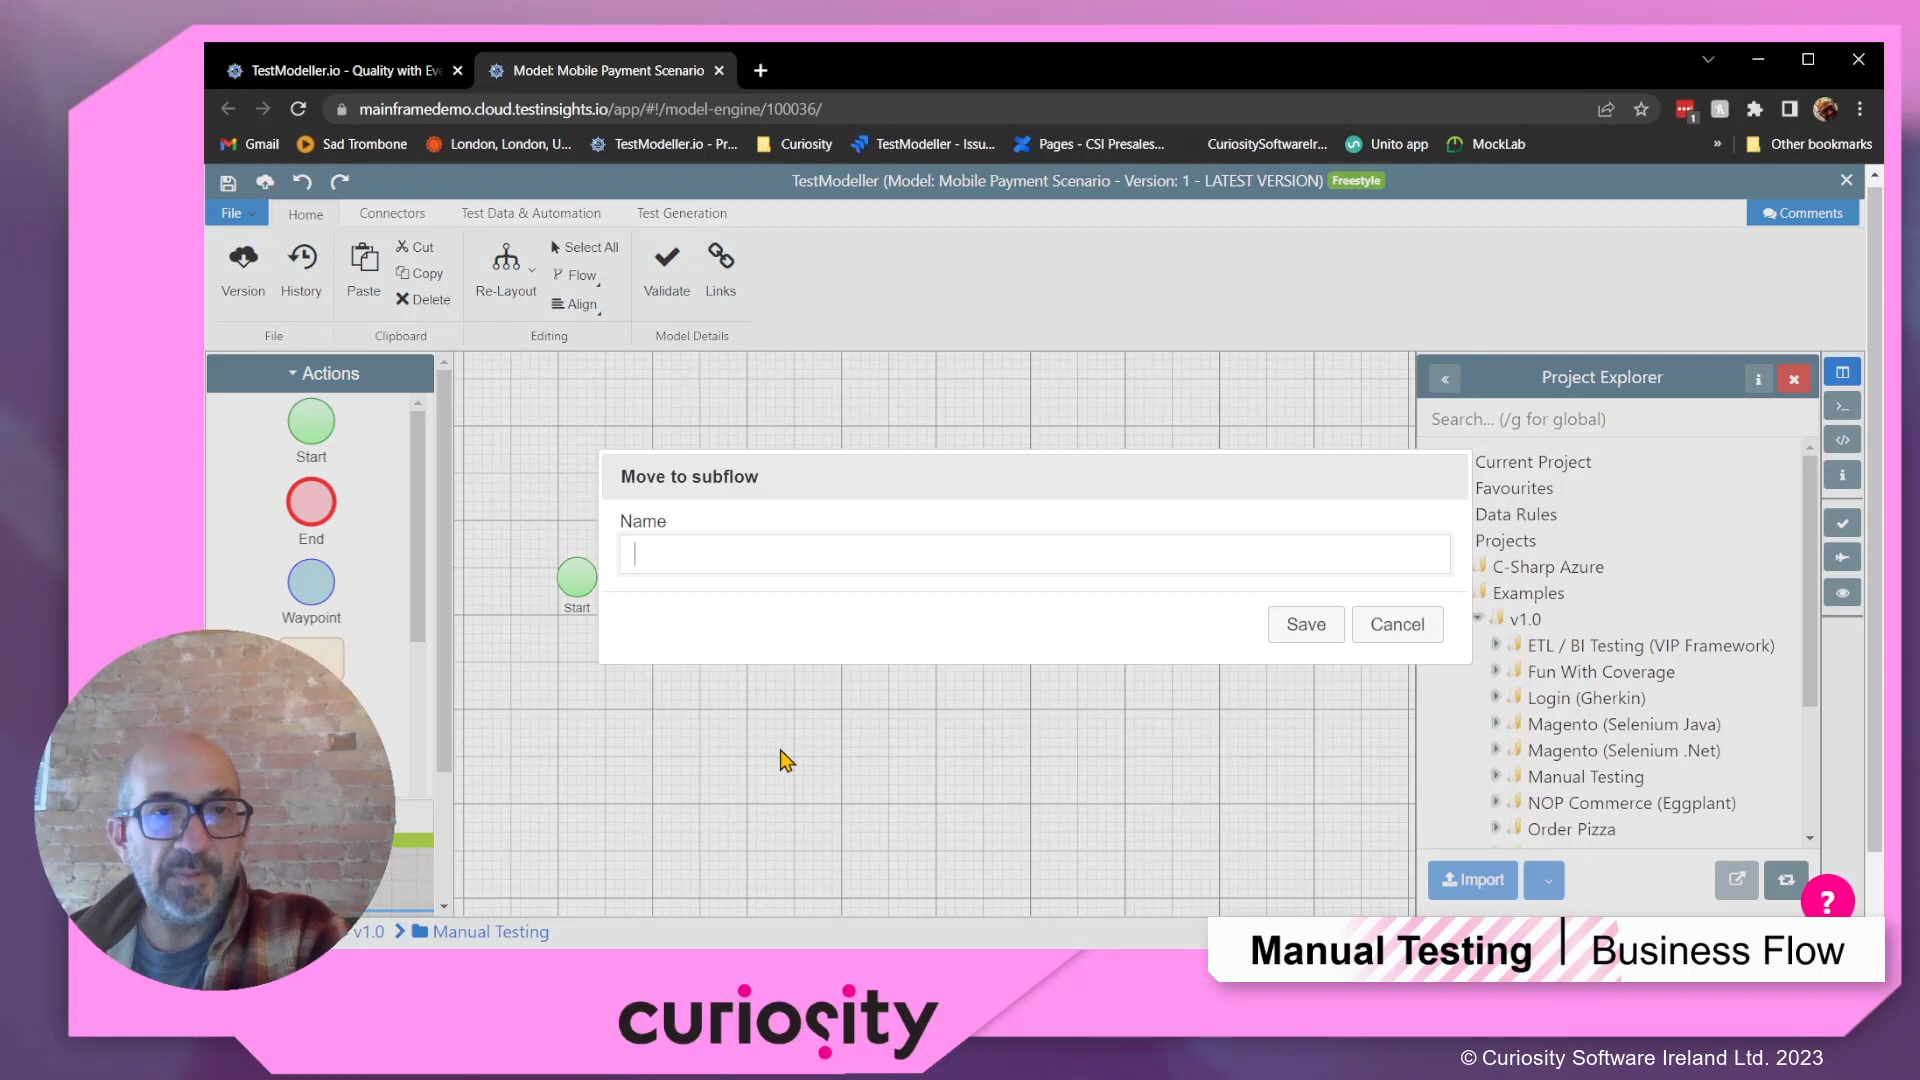 TestModeller.io - Quality with Eve
Model: Mobile Payment Scenario
mainframedemo.cloud.testinsights.io/app/#!/model-engine/100036/
1
Gmail
Sad Trombone
London, London, U...
TestModeller.io - Pr...
Curiosity
TestModeller - Issu...
Pages - CSI Presales...
CuriositySoftwareIr...
Unito app
MockLab
»
Other bookmarks
TestModeller (Model: Mobile Payment Scenario - Version: 1 - LATEST VERSION) Freestyle
File
Home
Connectors
Test Data & Automation
Test Generation
Comments
Version
History
Paste
Cut
Copy
Delete
Re-Layout
Select All
Flow
Align
Validate
Links
File
Clipboard
Editing
Model Details
Actions
Start
End
Waypoint
Start
Move to subflow
Name
Save
Cancel
Project Explorer
Search... (/g for global)
Current Project
Favourites
Data Rules
Projects
C-Sharp Azure
Examples
v1.0
ETL / BI Testing (VIP Framework)
Fun With Coverage
Login (Gherkin)
Magento (Selenium Java)
Magento (Selenium .Net)
Manual Testing
NOP Commerce (Eggplant)
Order Pizza
Import
?
v1.0
Manual Testing
Manual Testing | Business Flow
curiosity
© Curiosity Software Ireland Ltd. 2023